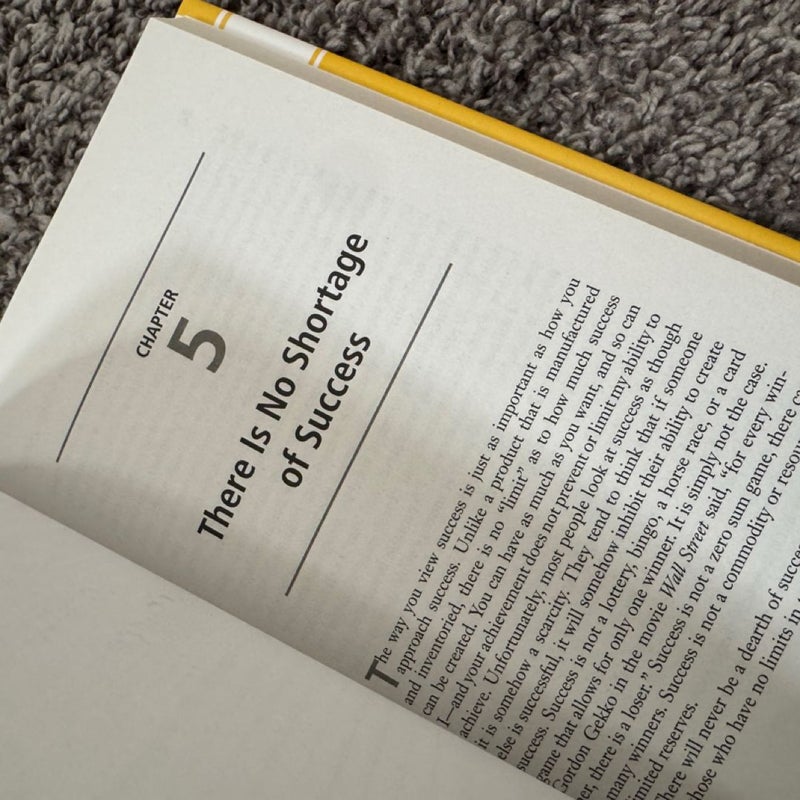 CHAPTER
5
There Is No Shortage
of Success
The way you view success is just as important as how you
approach success. Unlike a product that is manufactured
and inventoried, there is no “limit” as to how much success
can be created. You can have as much as you want, and so can
I—and your achievement does not prevent or limit my ability to
achieve. Unfortunately, most people look at success as though
it is somehow a scarcity. They tend to think that if someone
else is successful, it will somehow inhibit their ability to create
success. Success is not a lottery, bingo, a horse race, or a card
game that allows for only one winner. It is simply not the case.
Gordon Gekko in the movie Wall Street said, “for every win-
er, there is a loser.” Success is not a zero sum game, there
many winners. Success is not a commodity or
imited reserves.
here will never be a dearth of
hose who have no limits in